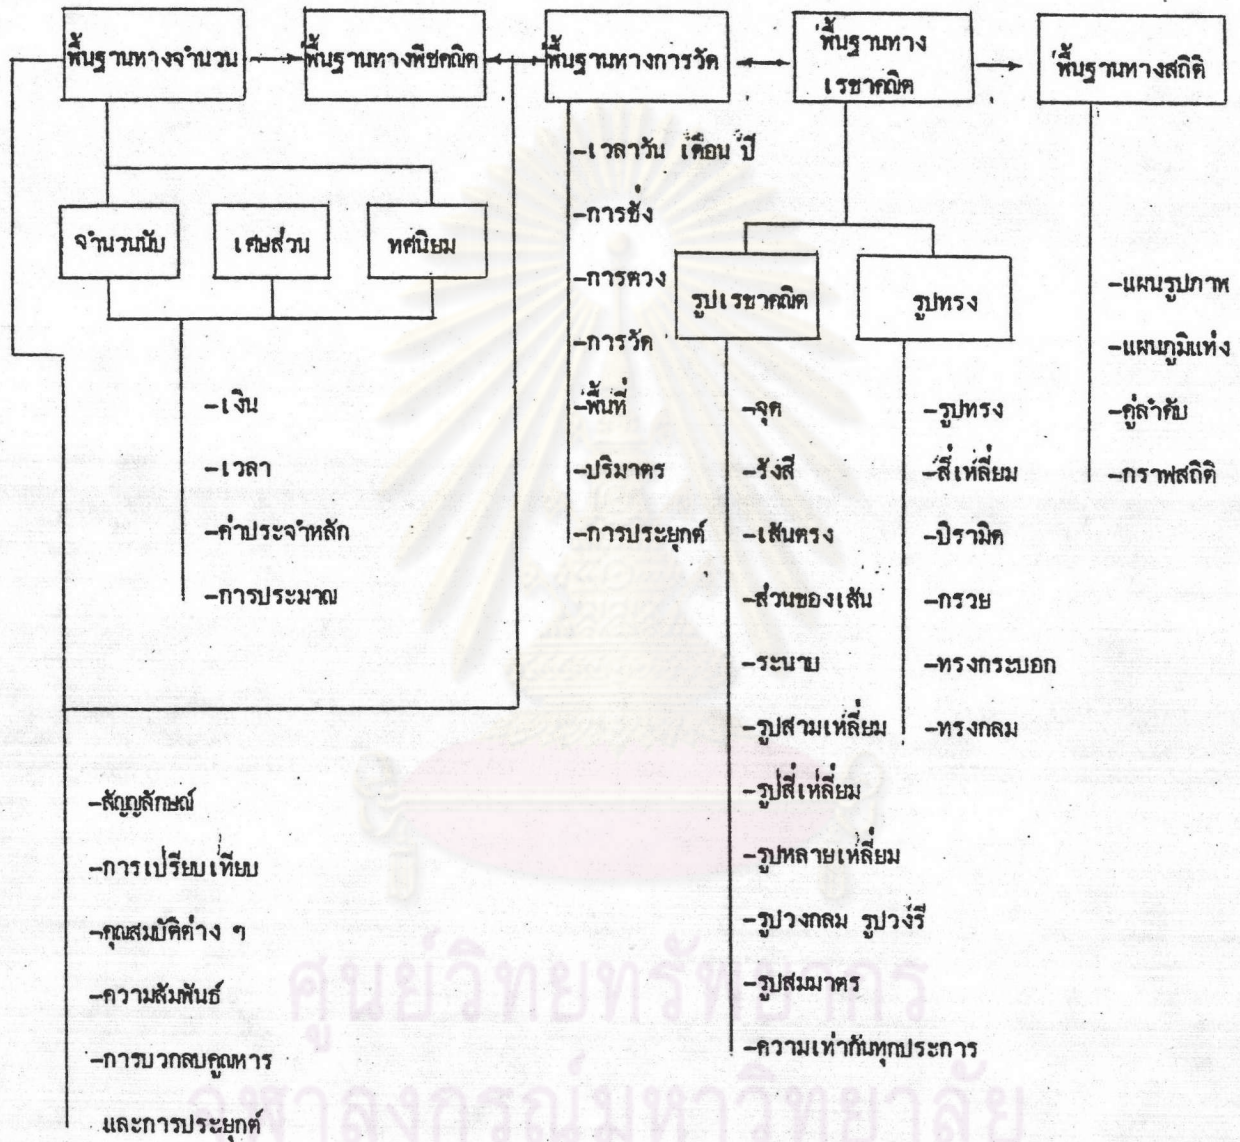 พื้นฐานทางจำนวน
พื้นฐานทางพีชคณิต
พื้นฐานทางการวัด
พื้นฐานทาง
เรขาคณิต
พื้นฐานทางสถิติ
จำนวนนับ
เศษส่วน
ทศนิยม
-เงิน
-เวลา
-ค่าประจำหลัก
-การประมาณ
-สัญญลักษณ์
-การเปรียบเทียบ
-คุณสมบัติต่าง ๆ
-ความสัมพันธ์
-การบวกลบคูณหาร
และการประยุกต์
-เวลาวัน เดือน ปี
-การชั่ง
-การตวง
-การวัด
-พื้นที่
-ปริมาตร
-การประยุกต์
รูปเรขาคณิต
รูปทรง
-จุด
-รังสี
-เส้นตรง
-ส่วนของเส้น
-ระนาบ
-รูปสามเหลี่ยม
-รูปสี่เหลี่ยม
-รูปหลายเหลี่ยม
-รูปวงกลม รูปวงรี
-รูปสมมาตร
-ความเท่ากันทุกประการ
-รูปทรง
-สี่เหลี่ยม
-ปิรามิด
-กรวย
-ทรงกระบอก
-ทรงกลม
-แผนรูปภาพ
-แผนภูมิแท่ง
-คู่ลำดับ
-กราฟสถิติ
ศูนย์วิทยทรัพยากร
จุฬาลงกรณ์มหาวิทยาลัย